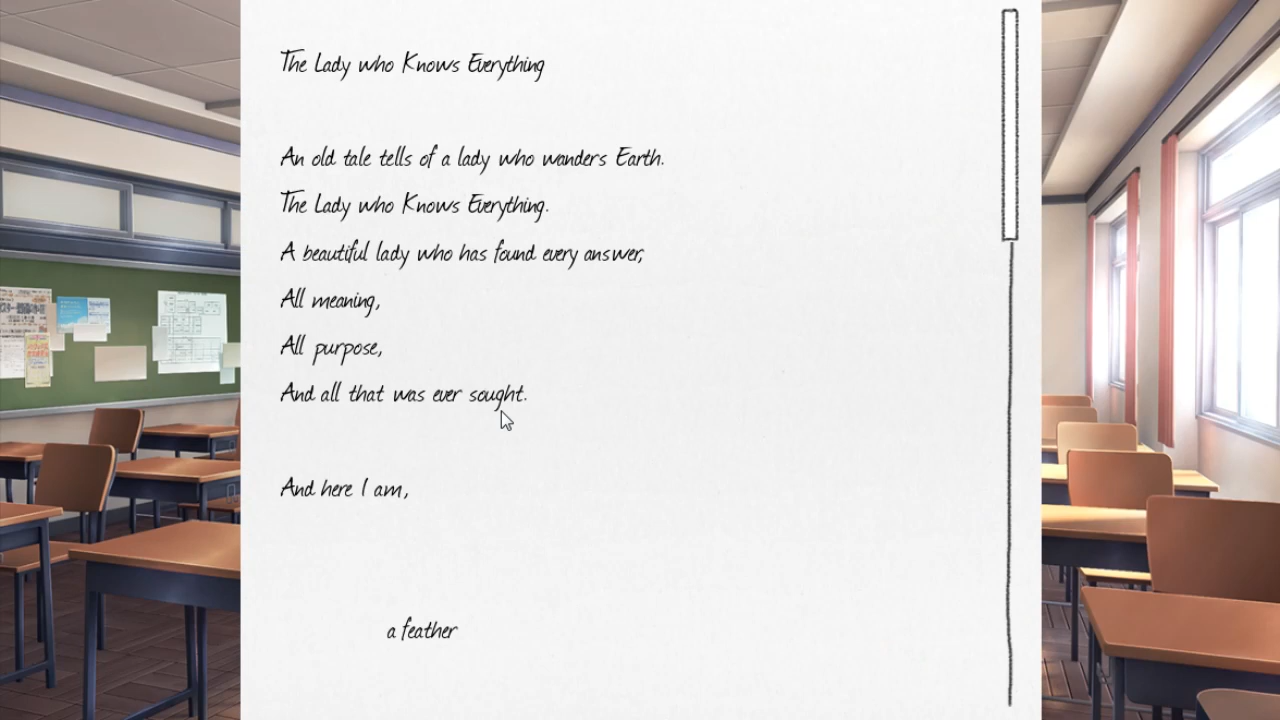 The Lady who Knows Everything
An old tale tells of a lady who wanders Earth.
The Lady who Knows Everything.
A beautiful lady who has found every answer,
All meaning,
All purpose,
And all that was ever sought.
And here I am,
a feather